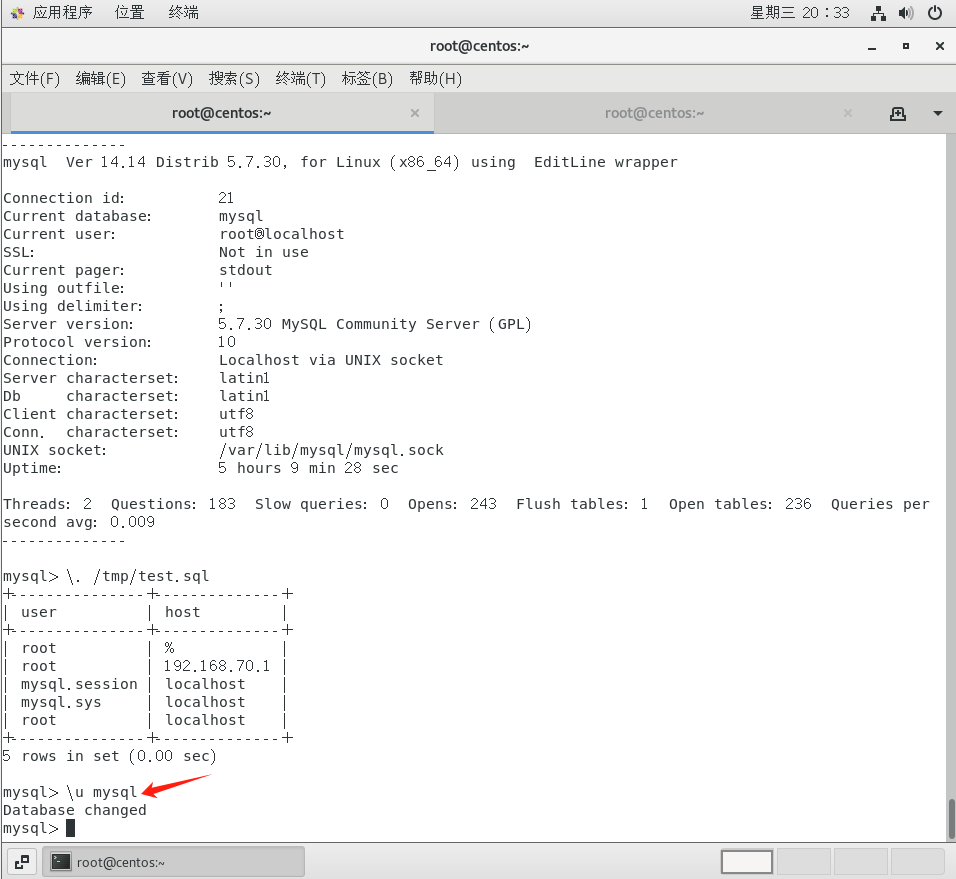 应用程序 位置 终端 星期三 20：33
root@centos:~
文件(F) 编辑(E) 查看(V) 搜索(S) 终端(T) 标签(B) 帮助(H)
root@centos:~ × root@centos:~ ×
--------------
mysql  Ver 14.14 Distrib 5.7.30, for Linux (x86_64) using  EditLine wrapper

Connection id:          21
Current database:       mysql
Current user:           root@localhost
SSL:                    Not in use
Current pager:          stdout
Using outfile:          ''
Using delimiter:        ;
Server version:         5.7.30 MySQL Community Server (GPL)
Protocol version:       10
Connection:             Localhost via UNIX socket
Server characterset:    latin1
Db     characterset:    latin1
Client characterset:    utf8
Conn.  characterset:    utf8
UNIX socket:            /var/lib/mysql/mysql.sock
Uptime:                 5 hours 9 min 28 sec

Threads: 2  Questions: 183  Slow queries: 0  Opens: 243  Flush tables: 1  Open tables: 236  Queries per
second avg: 0.009
--------------

mysql> \. /tmp/test.sql
+---------------+--------------+
| user          | host         |
+---------------+--------------+
| root          | %            |
| root          | 192.168.70.1 |
| mysql.session | localhost    |
| mysql.sys     | localhost    |
| root          | localhost    |
+---------------+--------------+
5 rows in set (0.00 sec)

mysql> \u mysql
Database changed
mysql>
root@centos:~